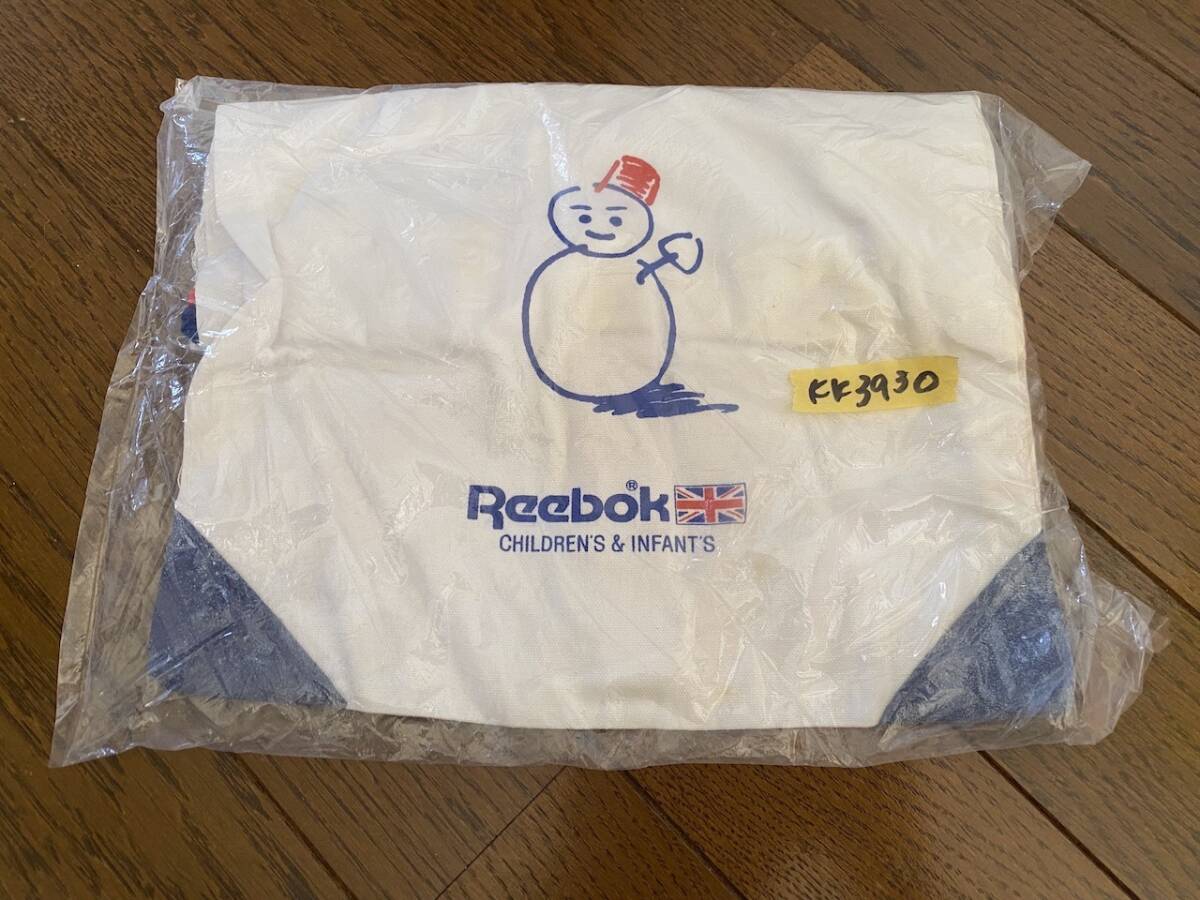 KK3930
Reebok®
CHILDREN'S & INFANT'S